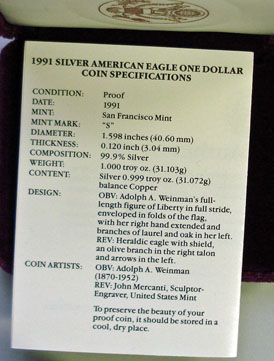 1991 SILVER AMERICAN EAGLE ONE DOLLAR
COIN SPECIFICATIONS
CONDITION: Proof
DATE: 1991
MINT: San Francisco Mint
MINT MARK: "S"
DIAMETER: 1.598 inches (40.60 mm)
THICKNESS: 0.120 inch (3.04 mm)
COMPOSITION: 99.9% Silver
WEIGHT: 1.000 troy oz. (31.103g)
CONTENT: Silver 0.999 troy oz. (31.072g)
balance Copper
DESIGN: OBV: Adolph A. Weinman's full-
length figure of Liberty in full stride,
enveloped in folds of the flag,
with her right hand extended and
branches of laurel and oak in her left.
REV: Heraldic eagle with shield,
an olive branch in the right talon
and arrows in the left.
COIN ARTISTS: OBV: Adolph A. Weinman
(1870-1952)
REV: John Mercanti, Sculptor-
Engraver, United States Mint
To preserve the beauty of your
proof coin, it should be stored in a
cool, dry place.